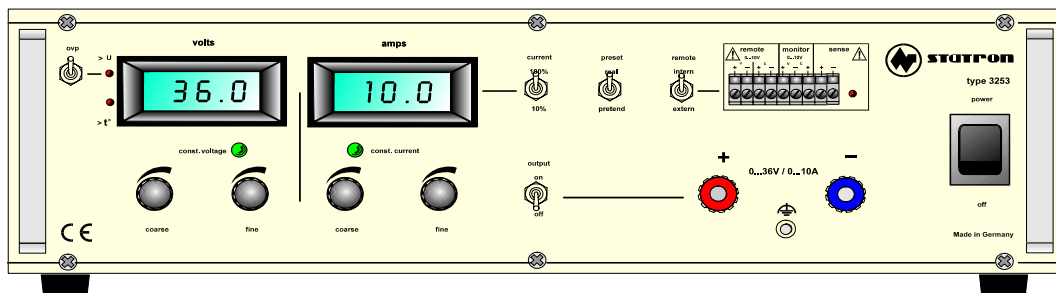 ovp
> U
> t°
volts
36.0
const. voltage
coarse
fine
amps
10.0
const. current
coarse
fine
current
100%
10%
preset
real
pretend
remote
intern
extern
output
on
off
remote
0...10V
monitor
0...10V
sense
V C V C
+ − + − + − + −
+
−
0...36V / 0...10A
statron
type 3253
power
off
Made in Germany
CE